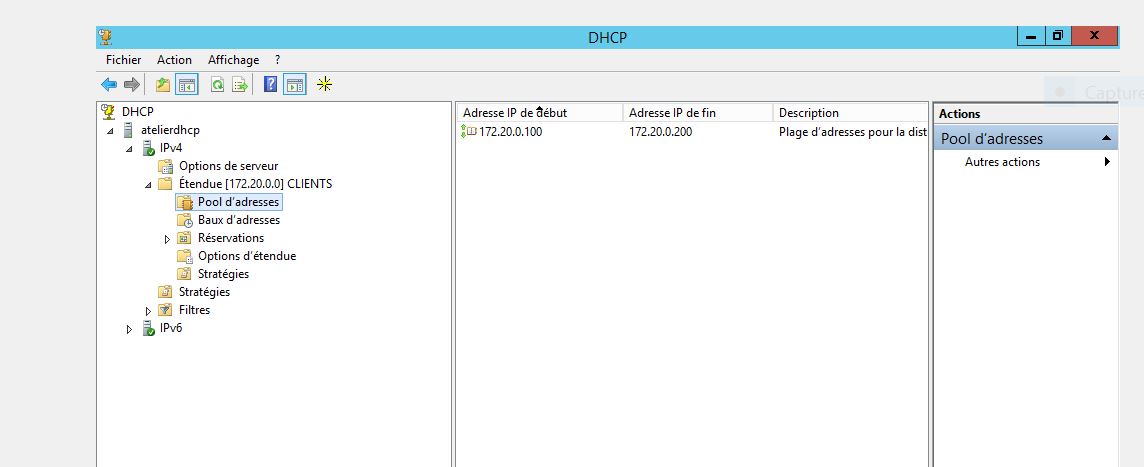 DHCP
Fichier Action Affichage ?
Capture
DHCP
atelierdhcp
IPv4
Options de serveur
Étendue [172.20.0.0] CLIENTS
Pool d'adresses
Baux d'adresses
Réservations
Options d'étendue
Stratégies
Stratégies
Filtres
IPv6
Adresse IP de début Adresse IP de fin Description
172.20.0.100 172.20.0.200 Plage d'adresses pour la dist
Actions
Pool d'adresses
Autres actions